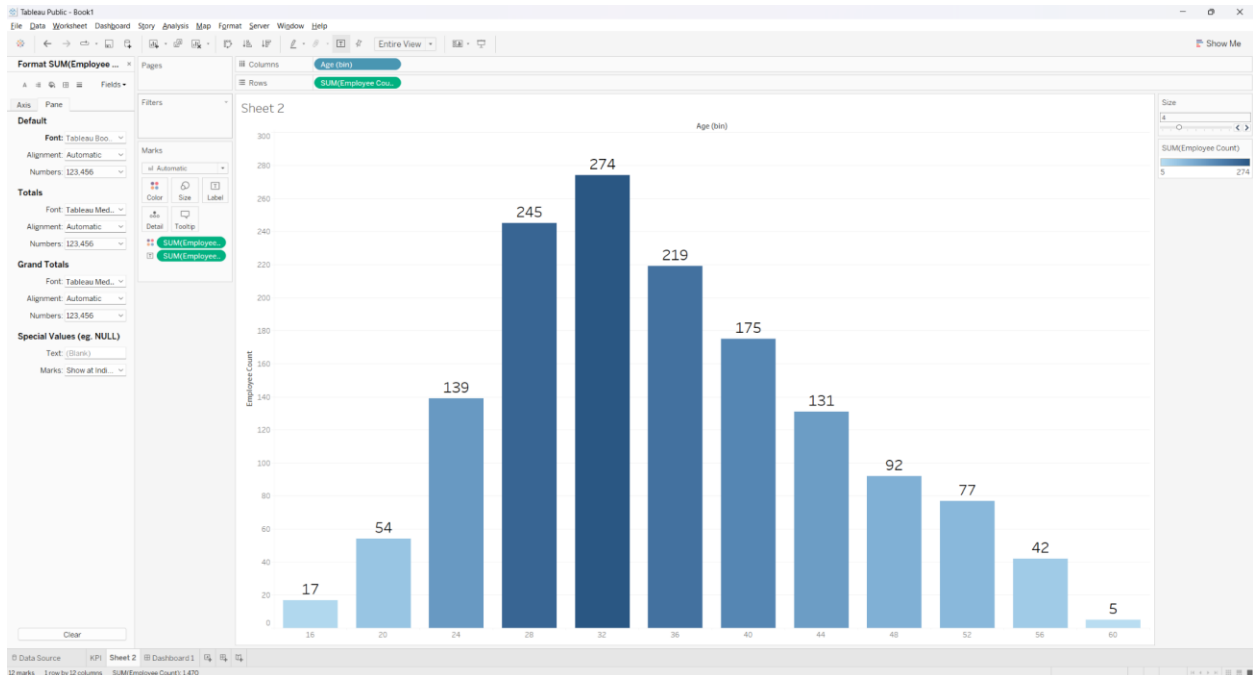 Tableau Public - Book1
File Data Worksheet Dashboard Story Analysis Map Format Server Window Help
Entire View
Show Me
Format SUM(Employee ...
Fields
Axis Pane
Default
Font: Tableau Boo..
Alignment: Automatic
Numbers: 123,456
Totals
Font: Tableau Med..
Alignment: Automatic
Numbers: 123,456
Grand Totals
Font: Tableau Med..
Alignment: Automatic
Numbers: 123,456
Special Values (eg. NULL)
Text: (Blank)
Marks: Show at Indi...
Clear
Pages
Filters
Marks
Automatic
Color Size Label
Detail Tooltip
SUM(Employee..
SUM(Employee..
Columns Age (bin)
Rows SUM(Employee Cou..
Sheet 2
Age (bin)
Employee Count
300
280
260
240
220
200
180
160
140
120
100
80
60
40
20
0
17
54
139
245
274
219
175
131
92
77
42
5
16 20 24 28 32 36 40 44 48 52 56 60
Size
4
SUM(Employee Count)
5 274
Data Source KPI Sheet 2 Dashboard 1
12 marks 1 row by 12 columns SUM(Employee Count): 1,470